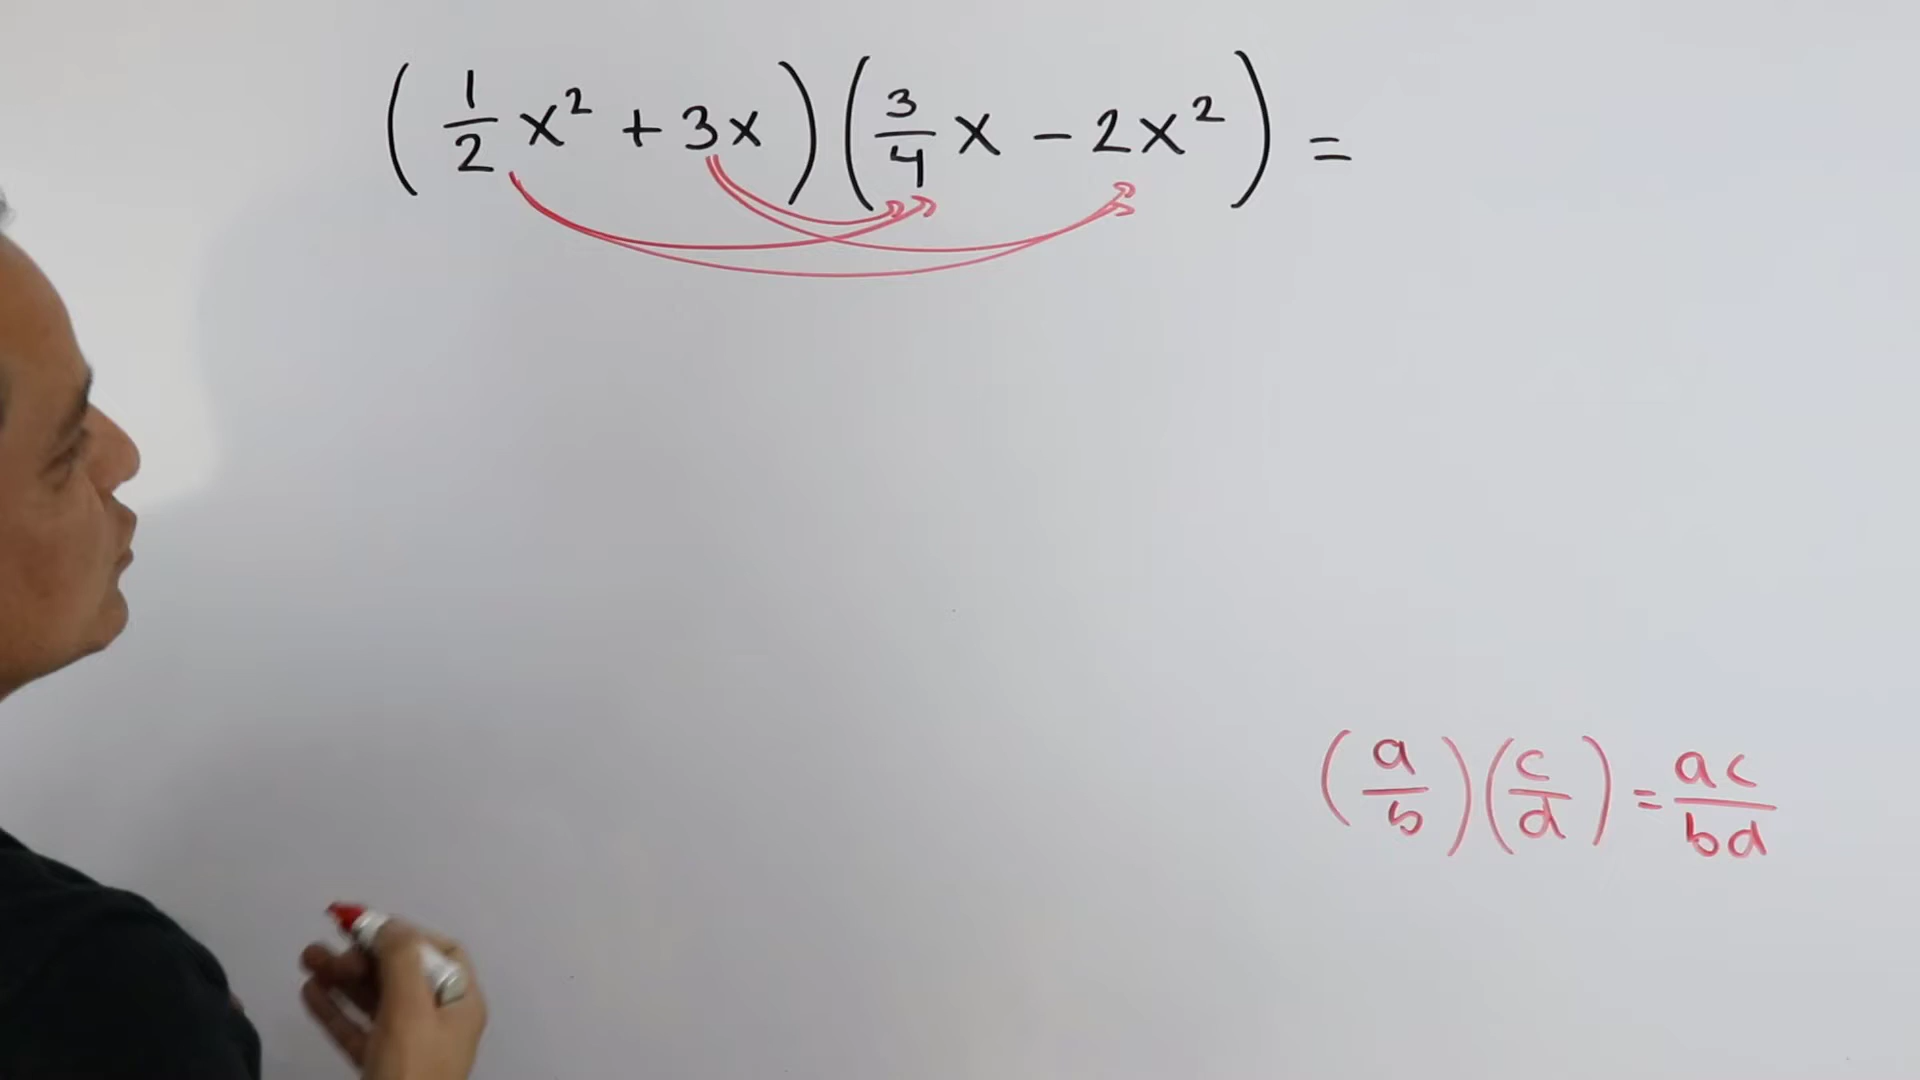 (1/2 x² + 3x)(3/4 x - 2x²) =
(a/b)(c/d) = ac/bd